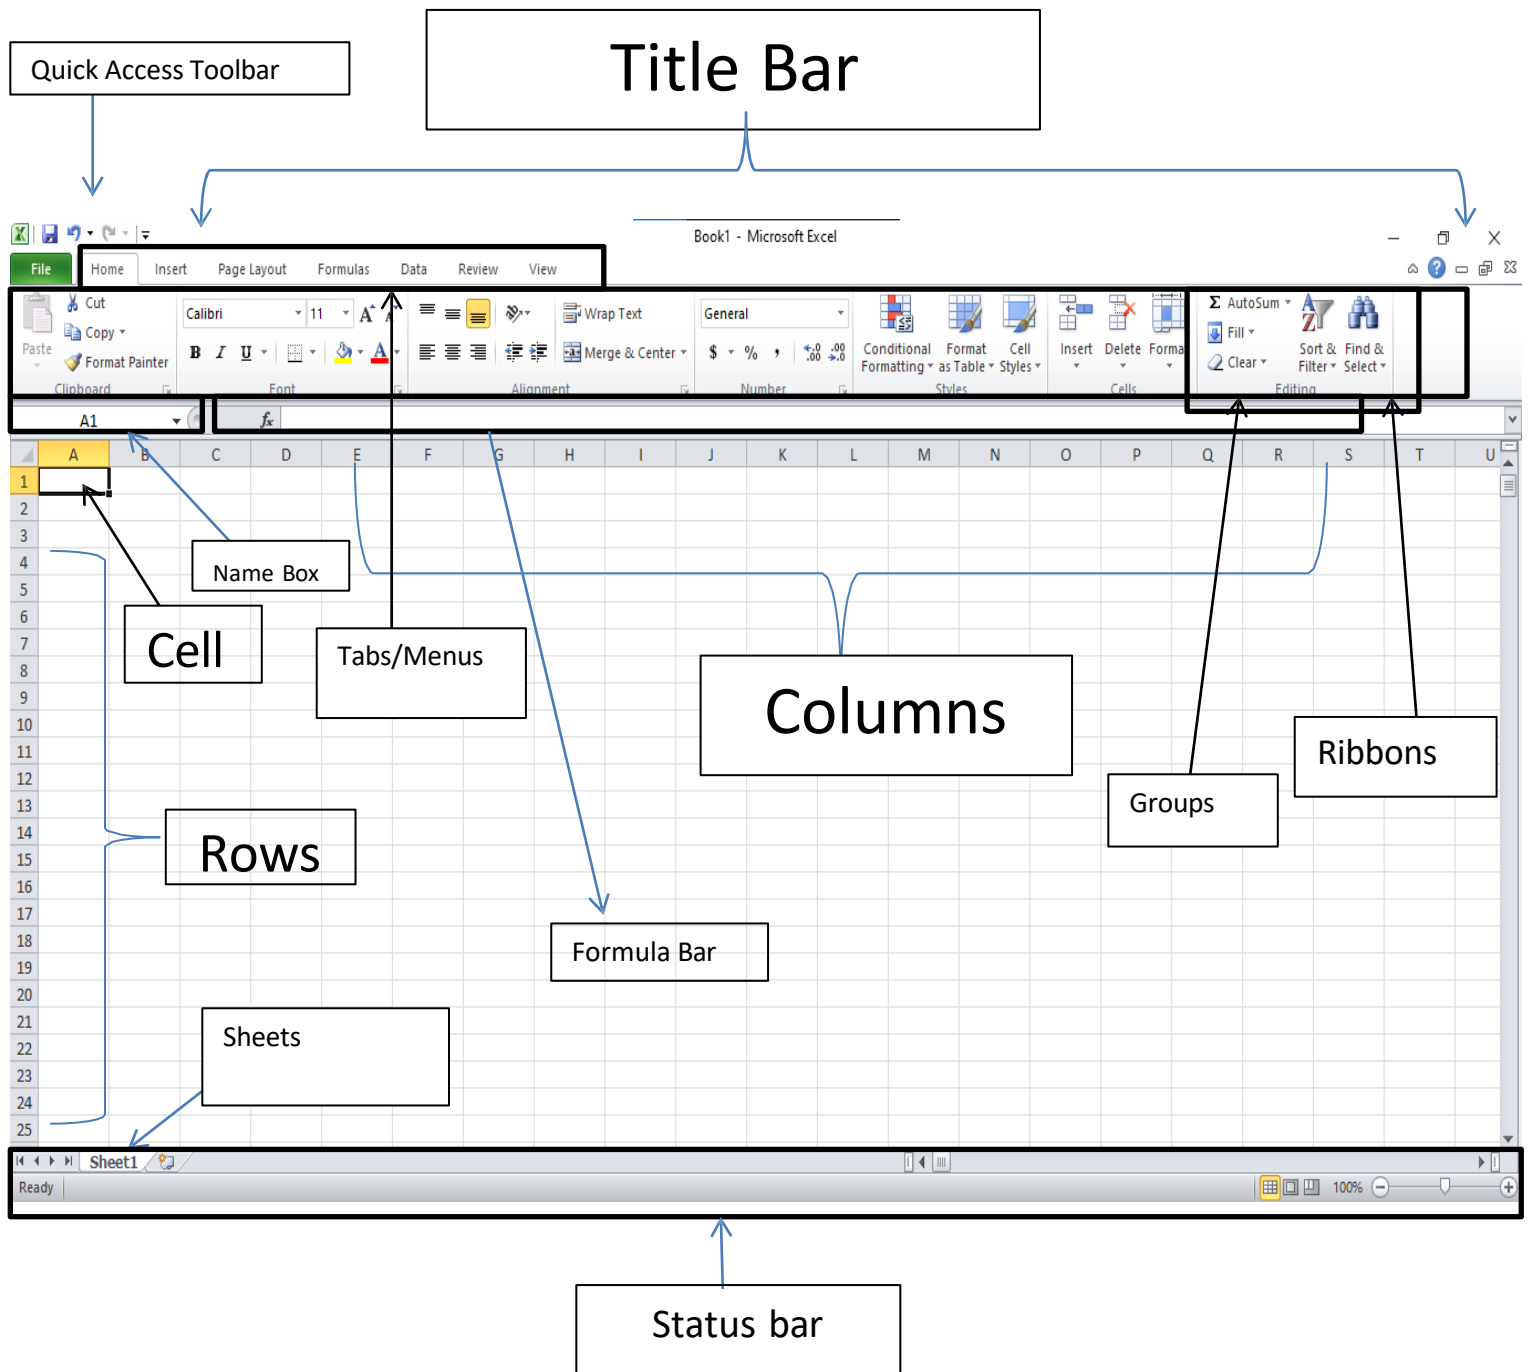 Title Bar
Quick Access Toolbar
Book1 - Microsoft Excel
File Home Insert Page Layout Formulas Data Review View
Cut
Copy
Paste
Format Painter
Clipboard
Calibri 11 A A
B I U A
Font
Wrap Text
Merge & Center
Alignment
General
$ % , .0 .00 .00 .0
Number
Conditional Formatting
Format as Table
Cell Styles
Styles
Insert Delete Forma
Cells
Σ AutoSum
Fill
Clear
Sort & Filter
Find & Select
Editing
A1 fx
A B C D E F G H I J K L M N O P Q R S T U
1
2
3
4
5
6
7
8
9
10
11
12
13
14
15
16
17
18
19
20
21
22
23
24
25
Name Box
Cell
Tabs/Menus
Columns
Ribbons
Groups
Rows
Formula Bar
Sheets
Sheet1
Ready 100%
Status bar